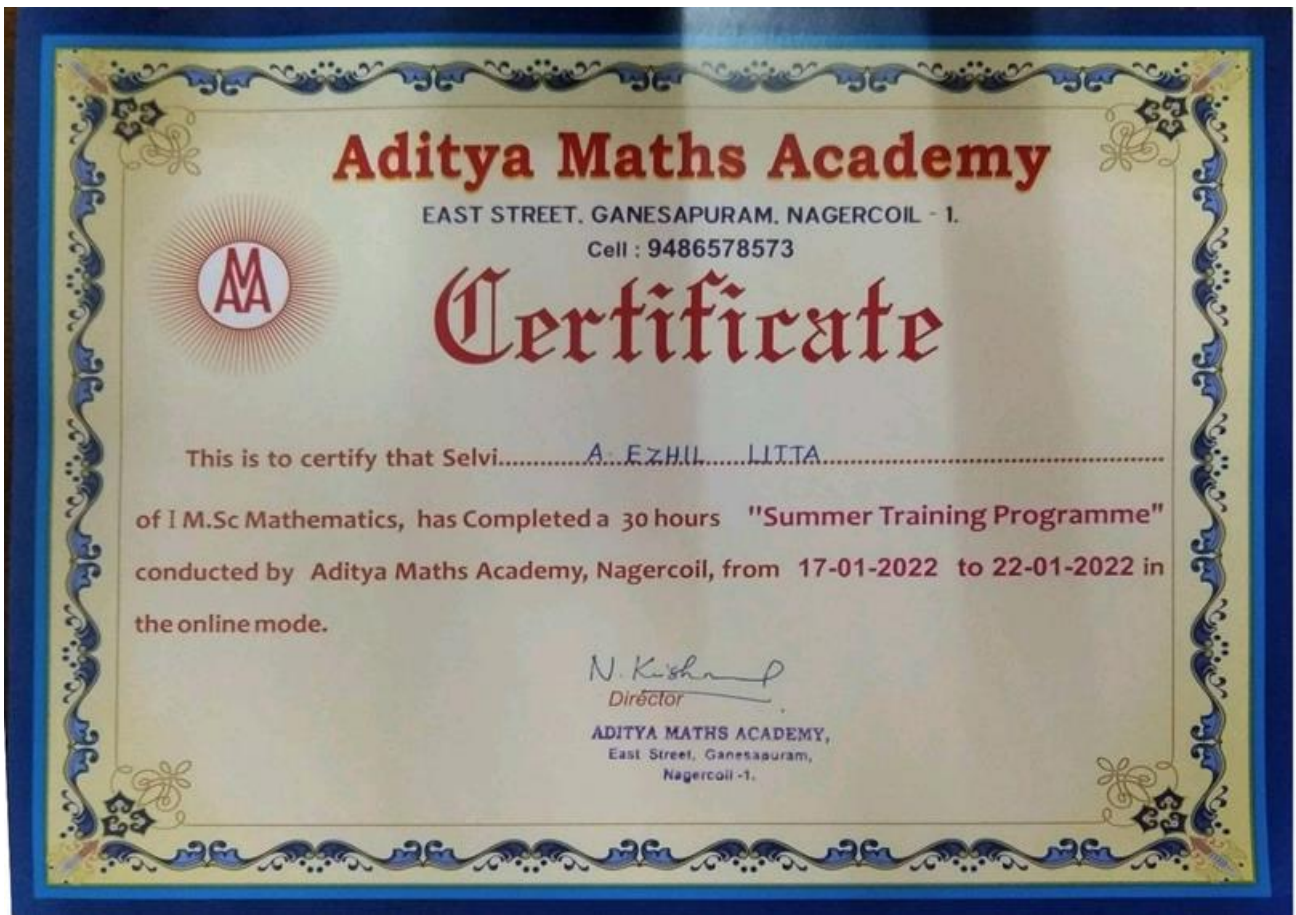 Aditya Maths Academy
EAST STREET, GANESAPURAM, NAGERCOIL - 1.
Cell : 9486578573
AMA
Certificate
This is to certify that Selvi............A. EZHIL LITTA............
of I M.Sc Mathematics, has Completed a 30 hours "Summer Training Programme"
conducted by Aditya Maths Academy, Nagercoil, from 17-01-2022 to 22-01-2022 in
the online mode.
N. Krishna
Director
ADITYA MATHS ACADEMY,
East Street, Ganesapuram,
Nagercoil -1.